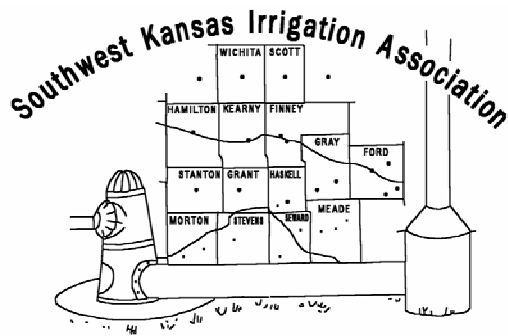 Southwest Kansas Irrigation Association
WICHITA SCOTT
HAMILTON KEARNY FINNEY
GRAY
FORD
STANTON GRANT HASKELL
MEADE
MORTON STEVENS SEWARD